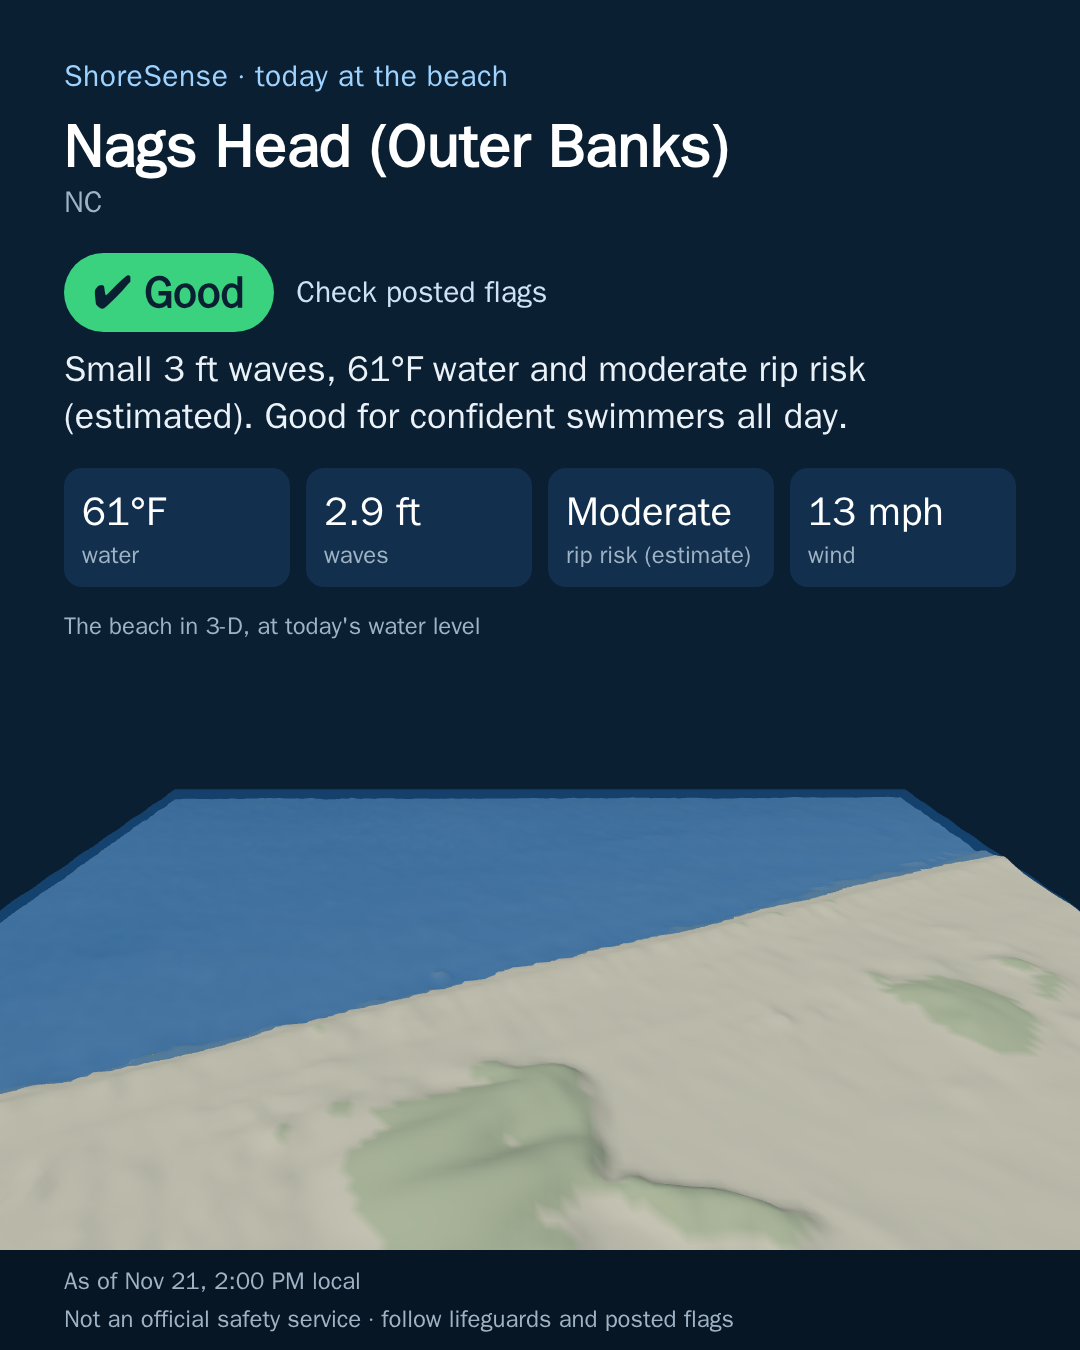 ShoreSense · today at the beach
Nags Head (Outer Banks)
NC
✔ Good
Check posted flags
Small 3 ft waves, 61°F water and moderate rip risk
(estimated). Good for confident swimmers all day.
61°F
water
2.9 ft
waves
Moderate
rip risk (estimate)
13 mph
wind
The beach in 3-D, at today's water level
As of Nov 21, 2:00 PM local
Not an official safety service · follow lifeguards and posted flags